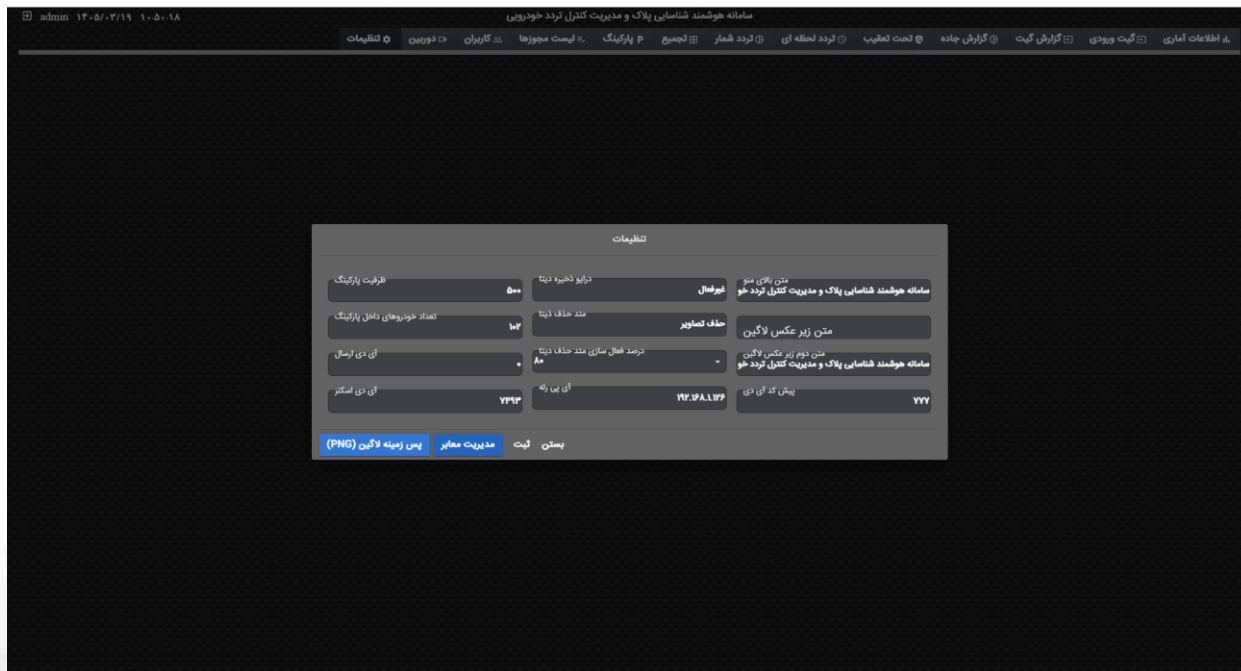 سامانه هوشمند شناسایی پلاک و مدیریت کنترل تردد خودرویی
admin ۱۴۰۵/۰۳/۱۹ ۱۰:۵۰:۱۸
اطلاعات آماری گیت ورودی گزارش گیت گزارش جاده تحت تعقیب تردد لحظه ای تردد شمار تجمیع پارکینگ لیست مجوزها کاربران دوربین تنظیمات
تنظیمات
متن بالای منو درایو ذخیره دیتا ظرفیت پارکینگ
سامانه هوشمند شناسایی پلاک و مدیریت کنترل تردد خو غیرفعال ۵۰۰
متد حذف دیتا تعداد خودروهای داخل پارکینگ
متن زیر عکس لاگین حذف تصاویر ۱۰۲
متن دوم زیر عکس لاگین درصد فعال سازی متد حذف دیتا آی دی ارسال
سامانه هوشمند شناسایی پلاک و مدیریت کنترل تردد خو ۸۰ ۰
پیش کد آی دی آی پی رله آی دی اسکنر
۷۷۷ ۱۹۲.۱۶۸.۱.۱۲۶ ۷۴۹۳
بستن ثبت مدیریت معابر پس زمینه لاگین (PNG)